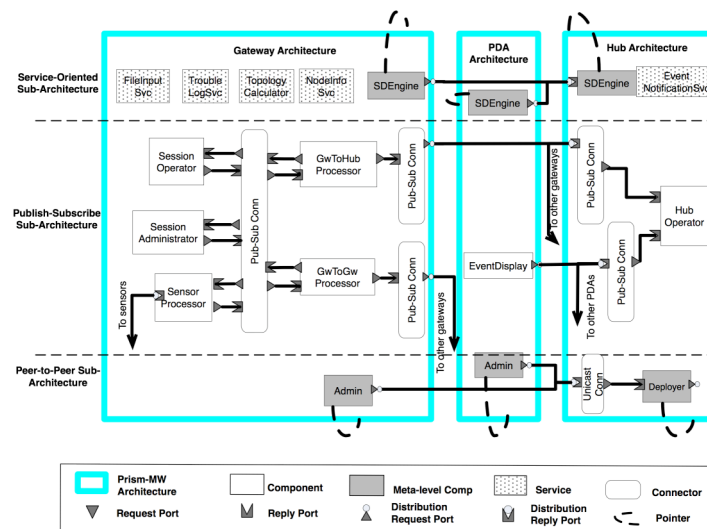 Gateway Architecture
PDA
Architecture
Hub Architecture
Service-Oriented
Sub-Architecture
FileInput
Svc
Trouble
LogSvc
Topology
Calculator
NodeInfo
Svc
SDEngine
SDEngine
SDEngine
Event
NotificationSvc
Publish-Subscribe
Sub-Architecture
Session
Operator
Session
Administrator
Sensor
Processor
Pub-Sub Conn
GwToHub
Processor
GwToGw
Processor
Pub-Sub Conn
Pub-Sub Conn
To sensors
To other gateways
To other gateways
EventDisplay
To other PDAs
Pub-Sub Conn
Pub-Sub Conn
Hub
Operator
Peer-to-Peer Sub-
Architecture
Admin
Admin
Unicast
Conn
Deployer
Prism-MW
Architecture
Component
Meta-level Comp
Service
Connector
Request Port
Reply Port
Distribution
Request Port
Distribution
Reply Port
Pointer